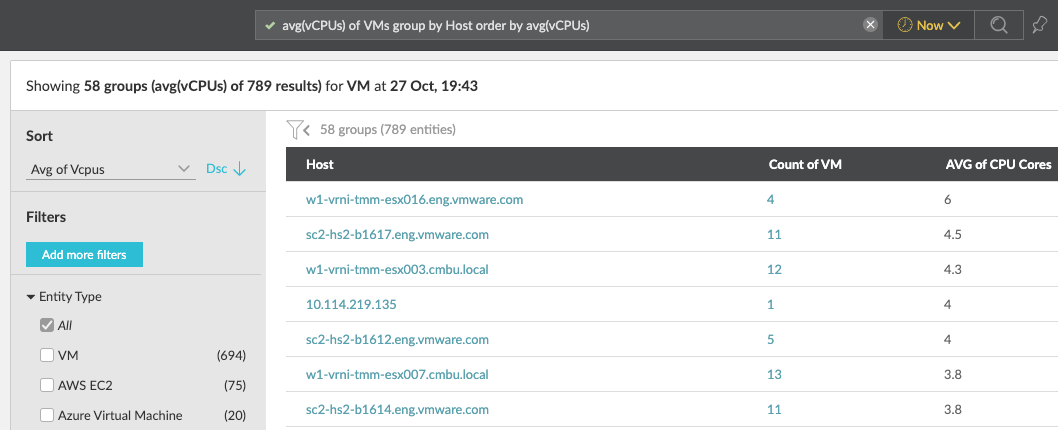 avg(vCPUs) of VMs group by Host order by avg(vCPUs)
Now
Showing 58 groups (avg(vCPUs) of 789 results) for VM at 27 Oct, 19:43
Sort
Avg of Vcpus Dsc
Filters
Add more filters
Entity Type
All
VM (694)
AWS EC2 (75)
Azure Virtual Machine (20)
58 groups (789 entities)
Host Count of VM AVG of CPU Cores
w1-vrni-tmm-esx016.eng.vmware.com 4 6
sc2-hs2-b1617.eng.vmware.com 11 4.5
w1-vrni-tmm-esx003.cmbu.local 12 4.3
10.114.219.135 1 4
sc2-hs2-b1612.eng.vmware.com 5 4
w1-vrni-tmm-esx007.cmbu.local 13 3.8
sc2-hs2-b1614.eng.vmware.com 11 3.8